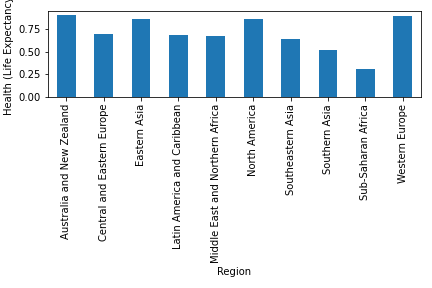 Health (Life Expectancy
0.75
0.50
0.25
0.00
Australia and New Zealand
Central and Eastern Europe
Eastern Asia
Latin America and Caribbean
Middle East and Northern Africa
North America
Southeastern Asia
Southern Asia
Sub-Saharan Africa
Western Europe
Region